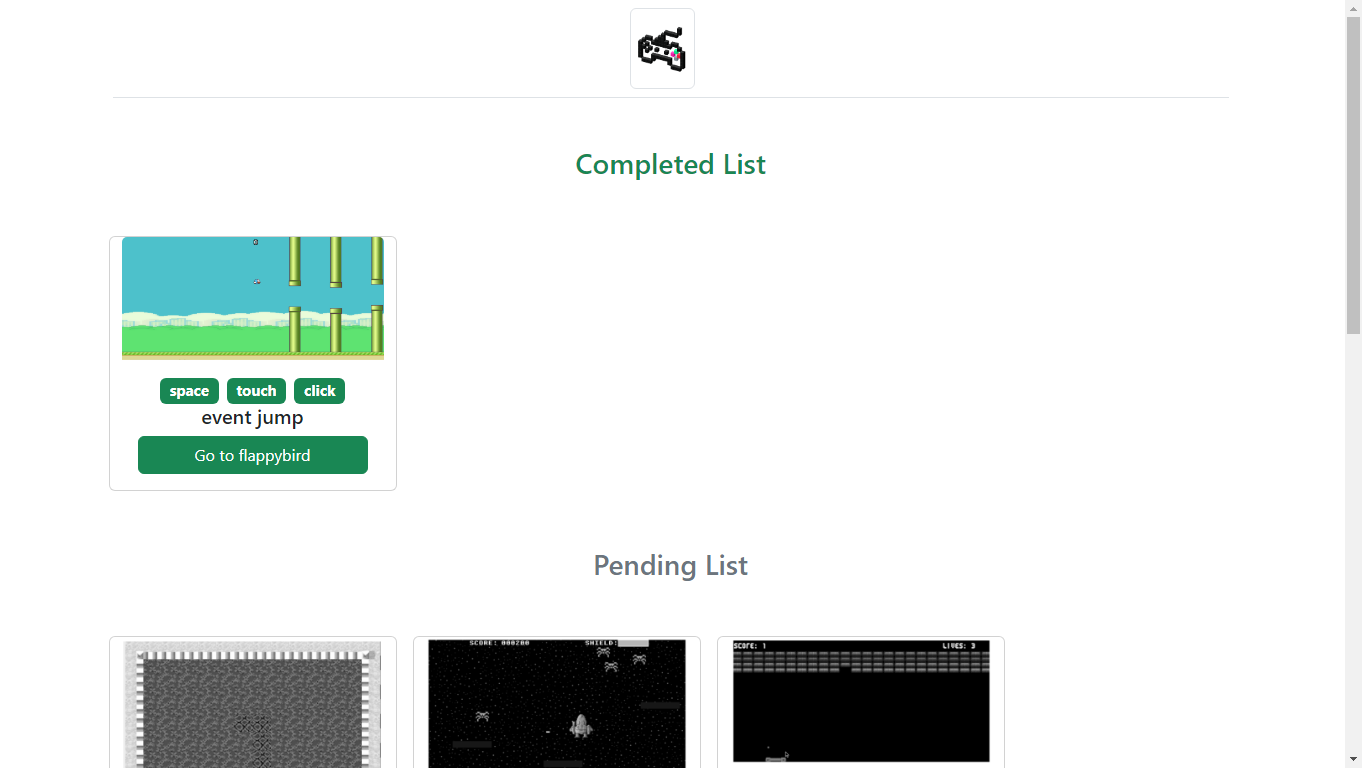 Completed List
space touch click
event jump
Go to flappybird
Pending List
SCORE: 000200 SHIELD:
SCORE: 1 LIVES: 3